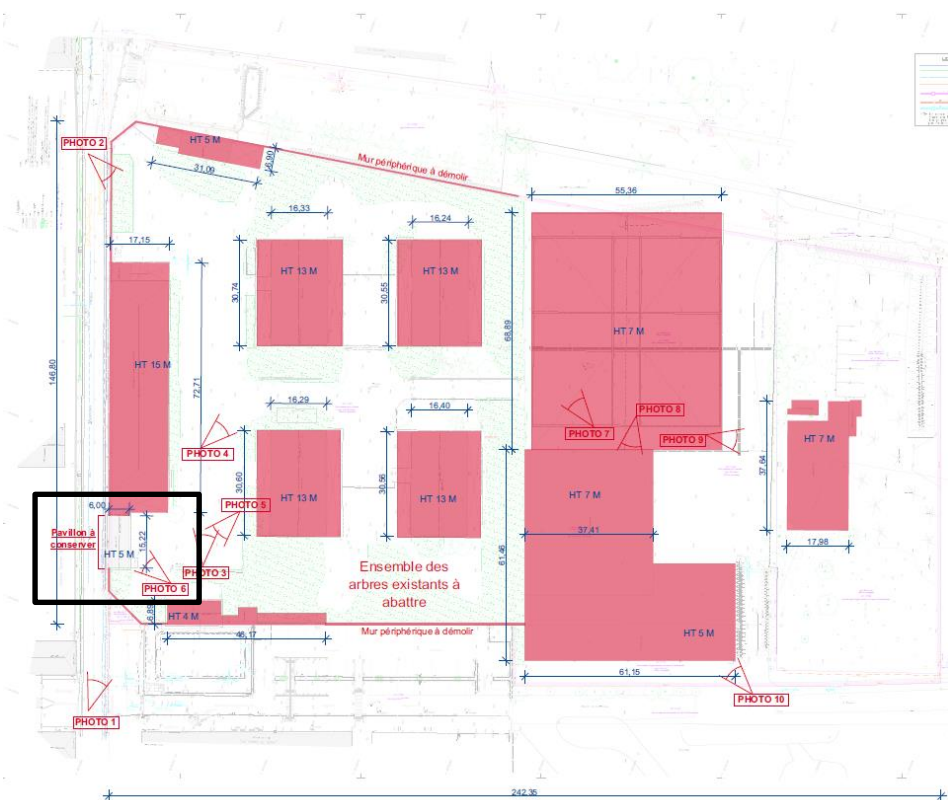 PHOTO 2
HT 5 M
31,09
6,90
Mur périphérique à démolir
55,36
17,15
16,33
16,24
HT 13 M
HT 13 M
30,74
30,55
68,89
HT 7 M
146,80
HT 15 M
72,71
16,29
16,40
PHOTO 4
PHOTO 7
PHOTO 8
PHOTO 9
HT 7 M
37,64
30,60
30,56
HT 13 M
HT 13 M
HT 7 M
37,41
6,00
PHOTO 5
Pavillon à
conserver
HT 5 M
15,22
PHOTO 3
PHOTO 6
17,98
61,46
Ensemble des
arbres existants à
abattre
6,89
HT 4 M
46,17
Mur périphérique à démolir
HT 5 M
61,15
PHOTO 10
PHOTO 1
242,35